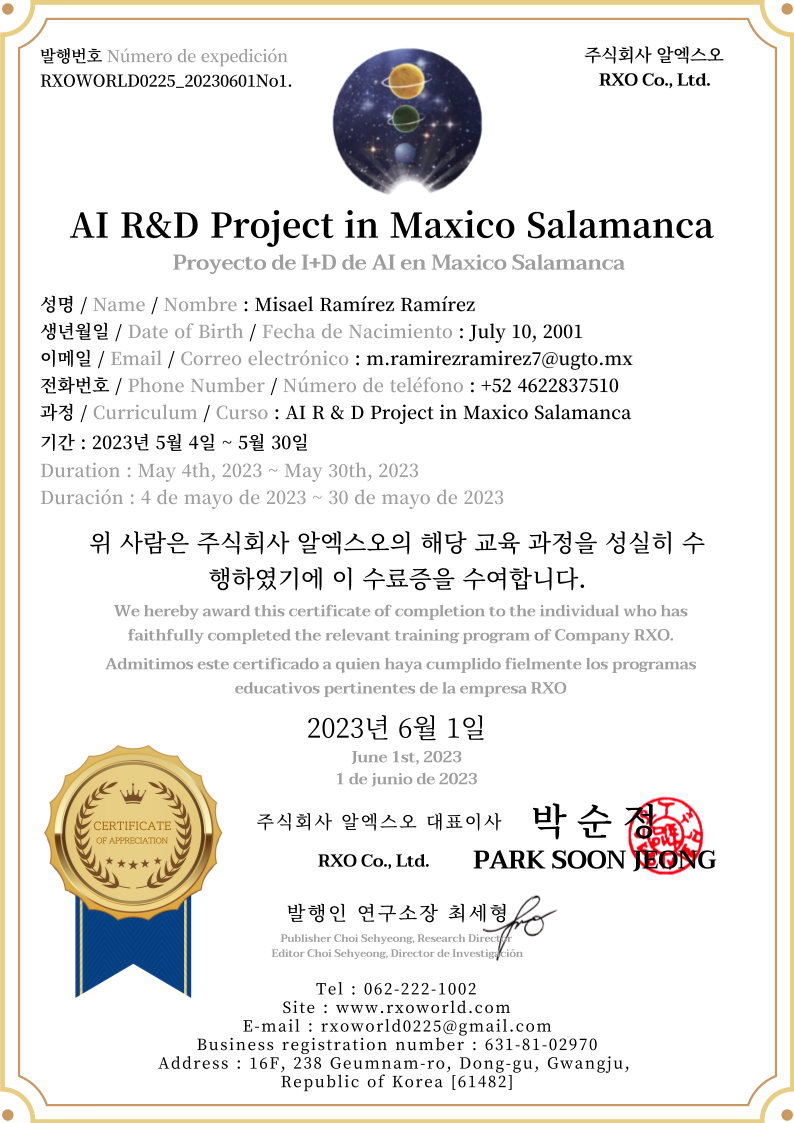 발행번호 Número de expedición
RXOWORLD0225_20230601No1.
주식회사 알엑스오
RXO Co., Ltd.
AI R&D Project in Maxico Salamanca
Proyecto de I+D de AI en Maxico Salamanca
성명 / Name / Nombre : Misael Ramírez Ramírez
생년월일 / Date of Birth / Fecha de Nacimiento : July 10, 2001
이메일 / Email / Correo electrónico : m.ramirezramirez7@ugto.mx
전화번호 / Phone Number / Número de teléfono : +52 4622837510
과정 / Curriculum / Curso : AI R & D Project in Maxico Salamanca
기간 : 2023년 5월 4일 ~ 5월 30일
Duration : May 4th, 2023 ~ May 30th, 2023
Duración : 4 de mayo de 2023 ~ 30 de mayo de 2023
위 사람은 주식회사 알엑스오의 해당 교육 과정을 성실히 수
행하였기에 이 수료증을 수여합니다.
We hereby award this certificate of completion to the individual who has
faithfully completed the relevant training program of Company RXO.
Admitimos este certificado a quien haya cumplido fielmente los programas
educativos pertinentes de la empresa RXO
2023년 6월 1일
June 1st, 2023
1 de junio de 2023
CERTIFICATE
OF APPRECIATION
주식회사 알엑스오 대표이사 박 순 정
RXO Co., Ltd. PARK SOON JEONG
발행인 연구소장 최세형
Publisher Choi Sehyeong, Research Director
Editor Choi Sehyeong, Director de Investigación
Tel : 062-222-1002
Site : www.rxoworld.com
E-mail : rxoworld0225@gmail.com
Business registration number : 631-81-02970
Address : 16F, 238 Geumnam-ro, Dong-gu, Gwangju,
Republic of Korea [61482]